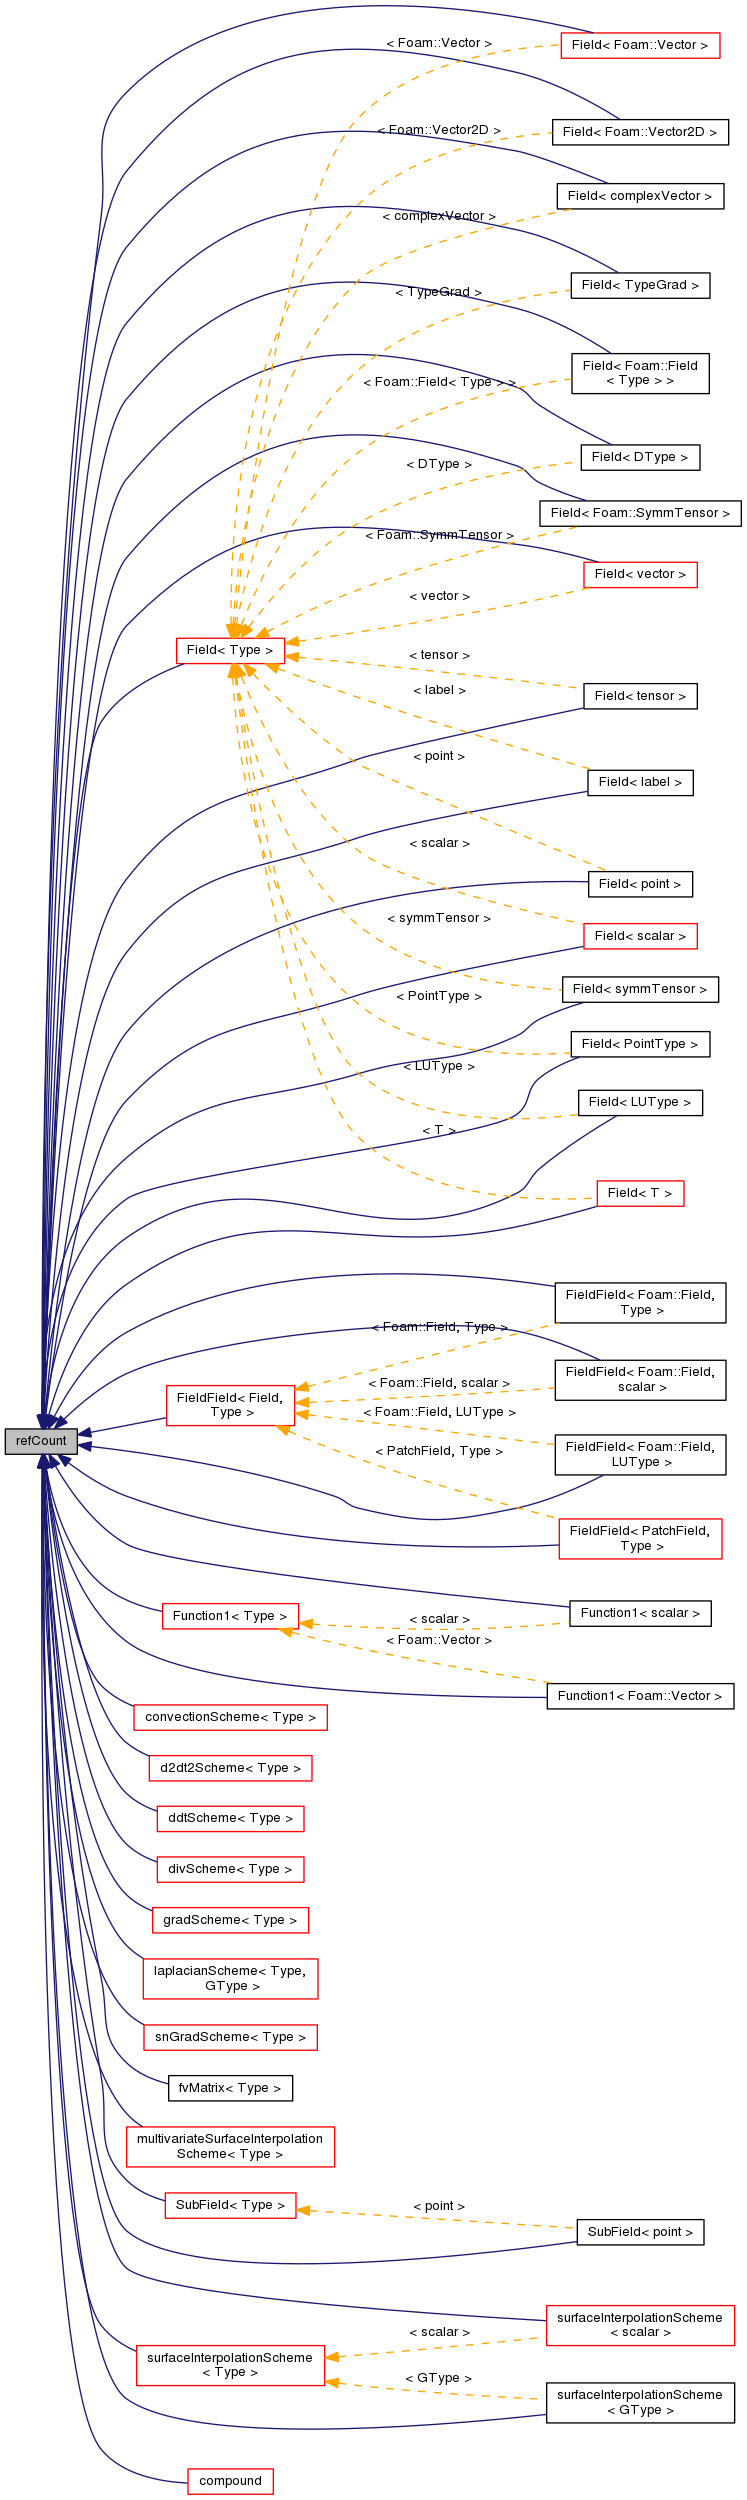 Field< Foam::Vector >
< Foam::Vector >
Field< Foam::Vector2D >
< Foam::Vector2D >
Field< complexVector >
< complexVector >
Field< TypeGrad >
< TypeGrad >
Field< Foam::Field
< Type > >
< Foam::Field< Type > >
Field< DType >
< DType >
Field< Foam::SymmTensor >
< Foam::SymmTensor >
Field< vector >
< vector >
Field< Type >
< tensor >
Field< tensor >
< label >
Field< label >
< point >
Field< point >
< scalar >
Field< scalar >
< symmTensor >
Field< symmTensor >
< PointType >
Field< PointType >
< LUType >
Field< LUType >
< T >
Field< T >
FieldField< Foam::Field,
Type >
< Foam::Field, Type >
FieldField< Foam::Field,
scalar >
< Foam::Field, scalar >
FieldField< Field,
Type >
< Foam::Field, LUType >
FieldField< Foam::Field,
LUType >
refCount
< PatchField, Type >
FieldField< PatchField,
Type >
Function1< Type >
< scalar >
Function1< scalar >
< Foam::Vector >
Function1< Foam::Vector >
convectionScheme< Type >
d2dt2Scheme< Type >
ddtScheme< Type >
divScheme< Type >
gradScheme< Type >
laplacianScheme< Type,
GType >
snGradScheme< Type >
fvMatrix< Type >
multivariateSurfaceInterpolation
Scheme< Type >
SubField< Type >
< point >
SubField< point >
surfaceInterpolationScheme
< scalar >
< scalar >
surfaceInterpolationScheme
< Type >
< GType >
surfaceInterpolationScheme
< GType >
compound